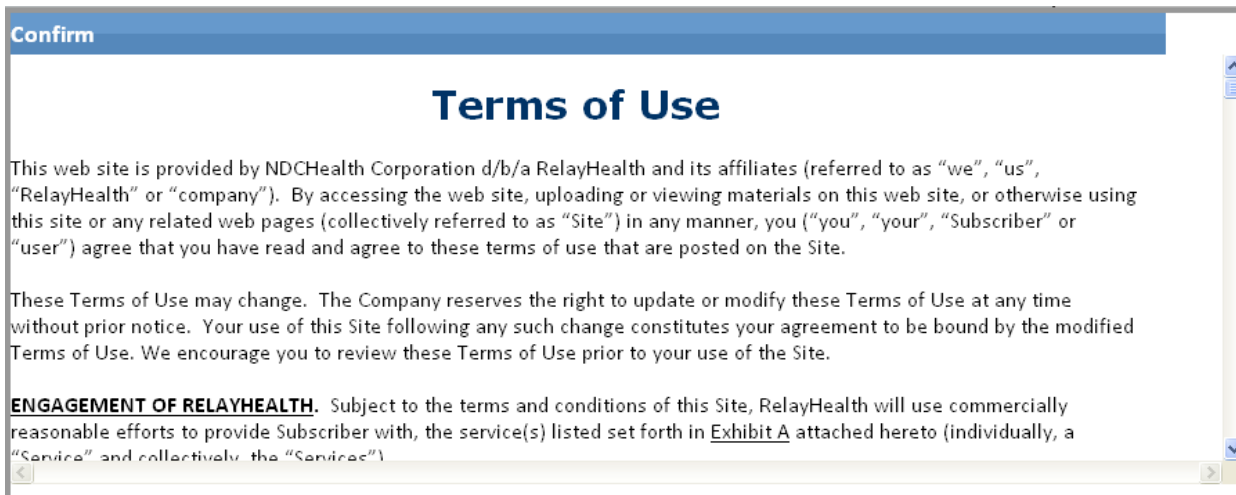 Confirm
Terms of Use
This web site is provided by NDCHealth Corporation d/b/a RelayHealth and its affiliates (referred to as “we”, “us”,
“RelayHealth” or “company”).  By accessing the web site, uploading or viewing materials on this web site, or otherwise using
this site or any related web pages (collectively referred to as “Site”) in any manner, you (“you”, “your”, “Subscriber” or
“user”) agree that you have read and agree to these terms of use that are posted on the Site.
These Terms of Use may change.  The Company reserves the right to update or modify these Terms of Use at any time
without prior notice.  Your use of this Site following any such change constitutes your agreement to be bound by the modified
Terms of Use. We encourage you to review these Terms of Use prior to your use of the Site.
ENGAGEMENT OF RELAYHEALTH.  Subject to the terms and conditions of this Site, RelayHealth will use commercially
reasonable efforts to provide Subscriber with, the service(s) listed set forth in Exhibit A attached hereto (individually, a
“Service” and collectively, the “Services”)